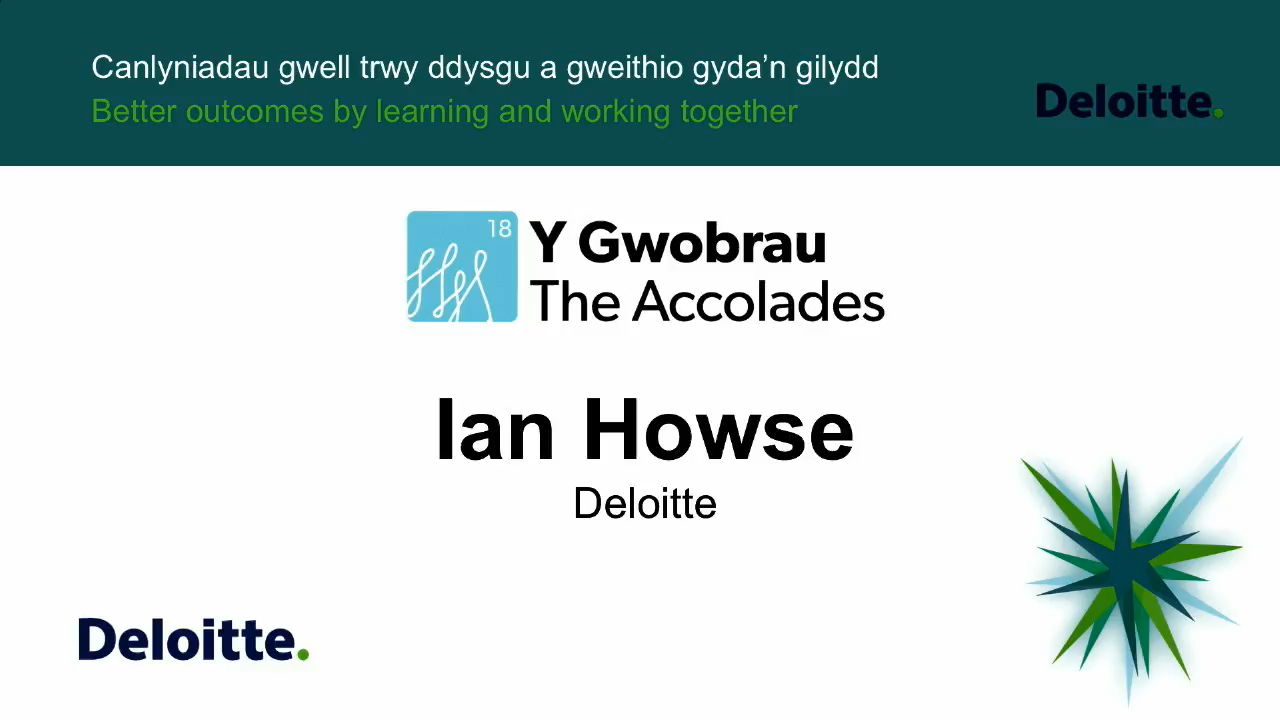 Canlyniadau gwell trwy ddysgu a gweithio gyda’n gilydd
Better outcomes by learning and working together
Deloitte.
18
Y Gwobrau
The Accolades
Ian Howse
Deloitte
Deloitte.